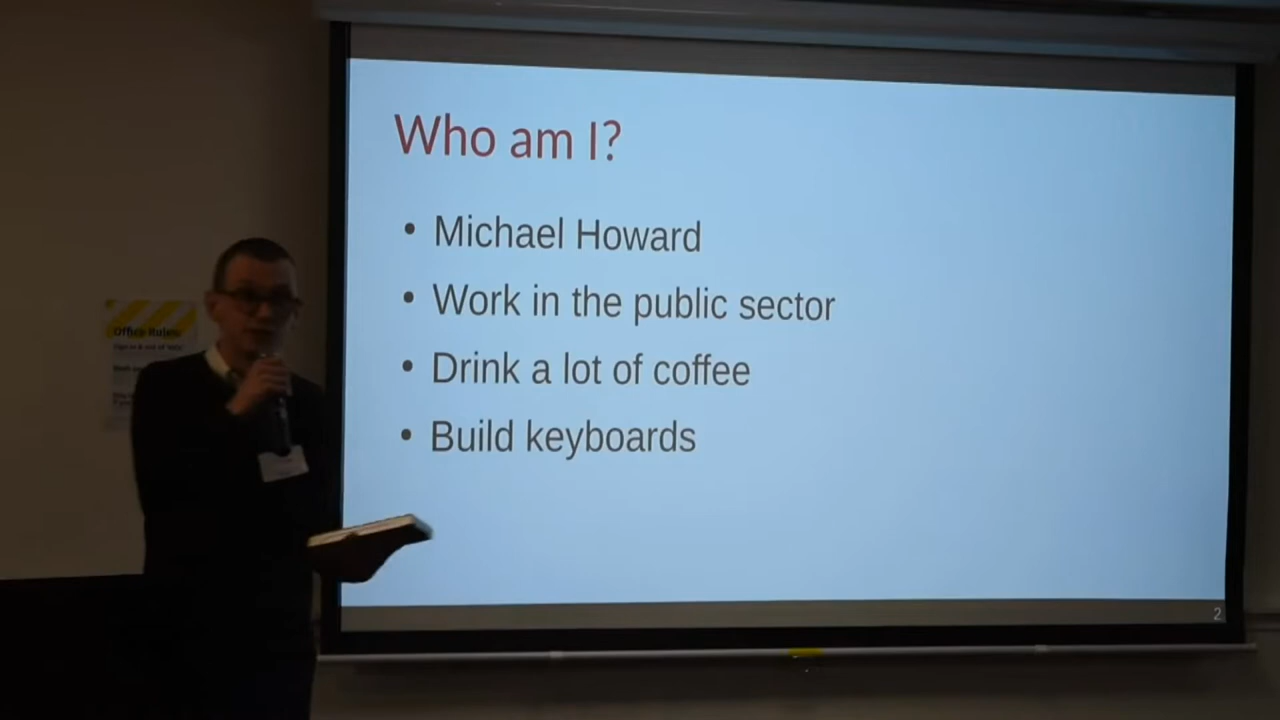 Who am I?
• Michael Howard
• Work in the public sector
• Drink a lot of coffee
• Build keyboards
2
Office Rules